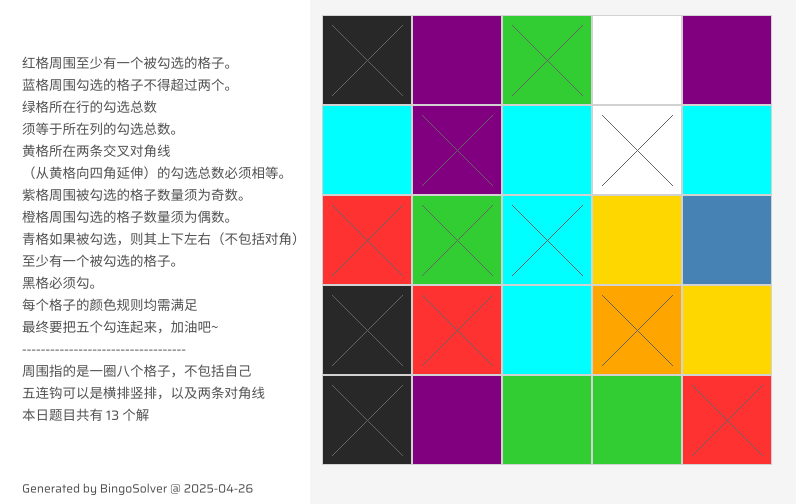 红格周围至少有一个被勾选的格子。
蓝格周围勾选的格子不得超过两个。
绿格所在行的勾选总数
须等于所在列的勾选总数。
黄格所在两条交叉对角线
（从黄格向四角延伸）的勾选总数必须相等。
紫格周围被勾选的格子数量须为奇数。
橙格周围勾选的格子数量须为偶数。
青格如果被勾选，则其上下左右（不包括对角）
至少有一个被勾选的格子。
黑格必须勾。
每个格子的颜色规则均需满足
最终要把五个勾连起来，加油吧~
---------------------------------
周围指的是一圈八个格子，不包括自己
五连钩可以是横排竖排，以及两条对角线
本日题目共有 13 个解
Generated by BingoSolver @ 2025-04-26